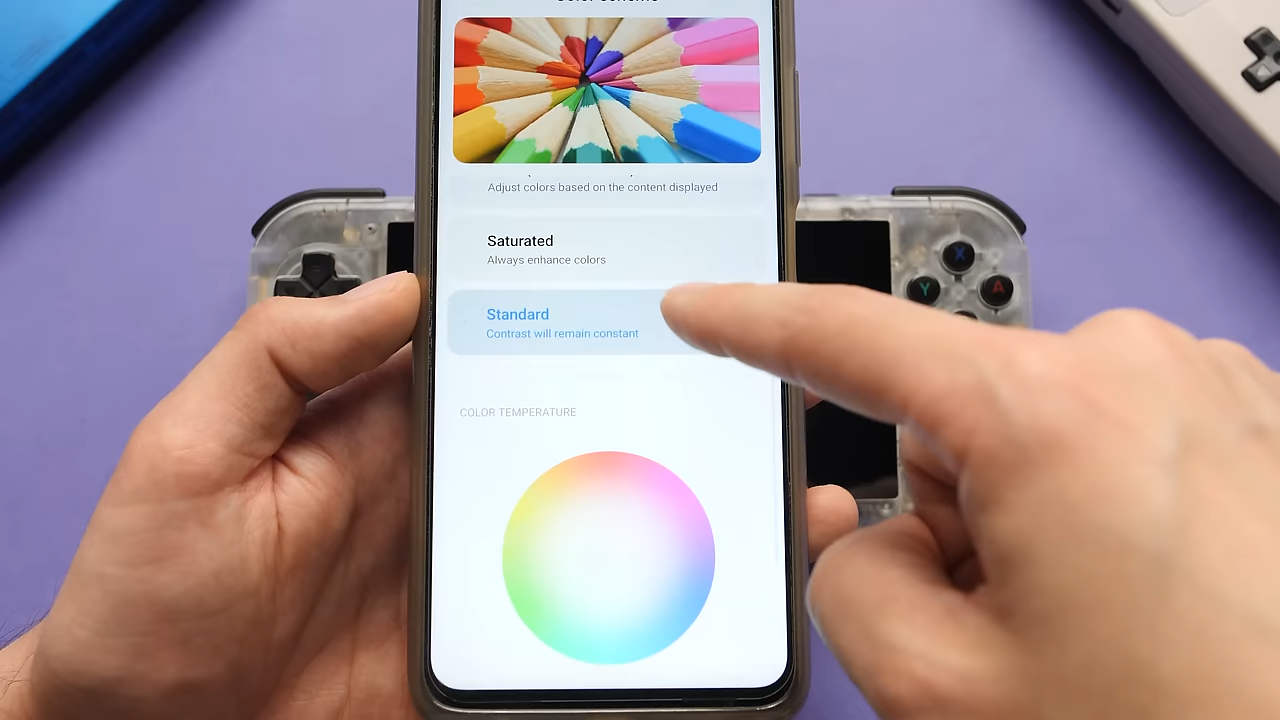 Adjust colors based on the content displayed
Saturated
Always enhance colors
Standard
Contrast will remain constant
COLOR TEMPERATURE
X
Y
A